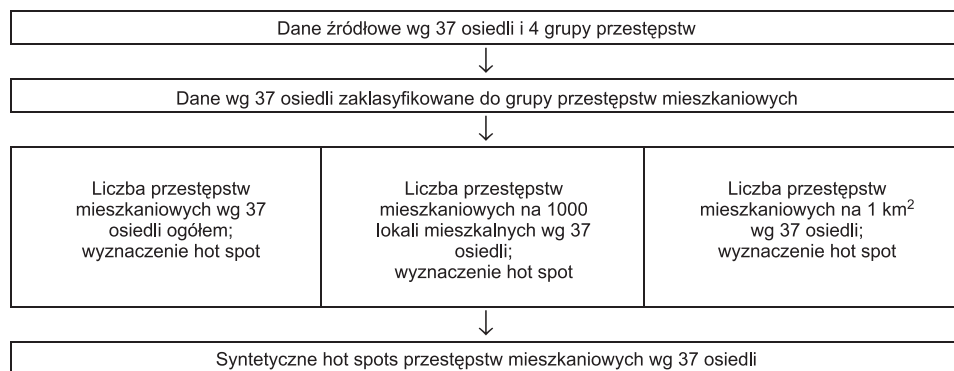 Dane źródłowe wg 37 osiedli i 4 grupy przestępstw
Dane wg 37 osiedli zaklasyfikowane do grupy przestępstw mieszkaniowych
Liczba przestępstw
mieszkaniowych wg 37
osiedli ogółem;
wyznaczenie hot spot
Liczba przestępstw
mieszkaniowych na 1000
lokali mieszkalnych wg 37
osiedli;
wyznaczenie hot spot
Liczba przestępstw
mieszkaniowych na 1 km²
wg 37 osiedli;
wyznaczenie hot spot
Syntetyczne hot spots przestępstw mieszkaniowych wg 37 osiedli